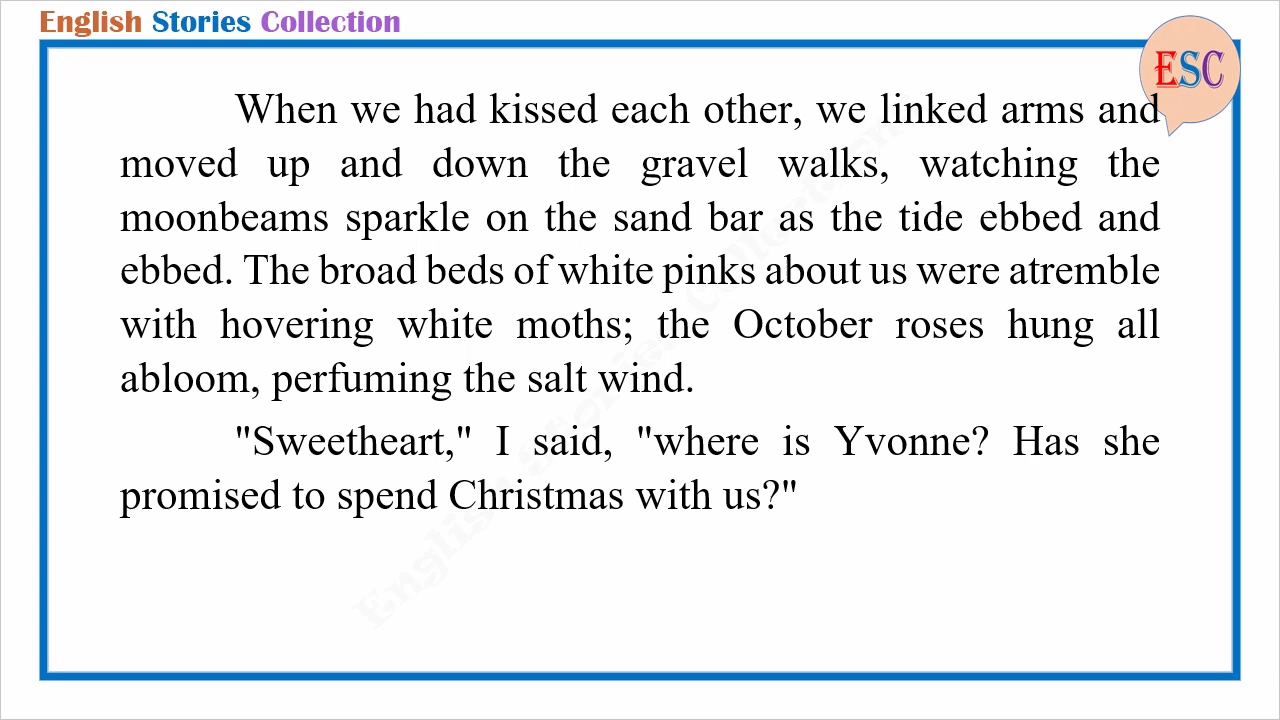 English Stories Collection
ESC
When we had kissed each other, we linked arms and
moved up and down the gravel walks, watching the
moonbeams sparkle on the sand bar as the tide ebbed and
ebbed. The broad beds of white pinks about us were atremble
with hovering white moths; the October roses hung all
abloom, perfuming the salt wind.
"Sweetheart," I said, "where is Yvonne? Has she
promised to spend Christmas with us?"
English Stories Collection